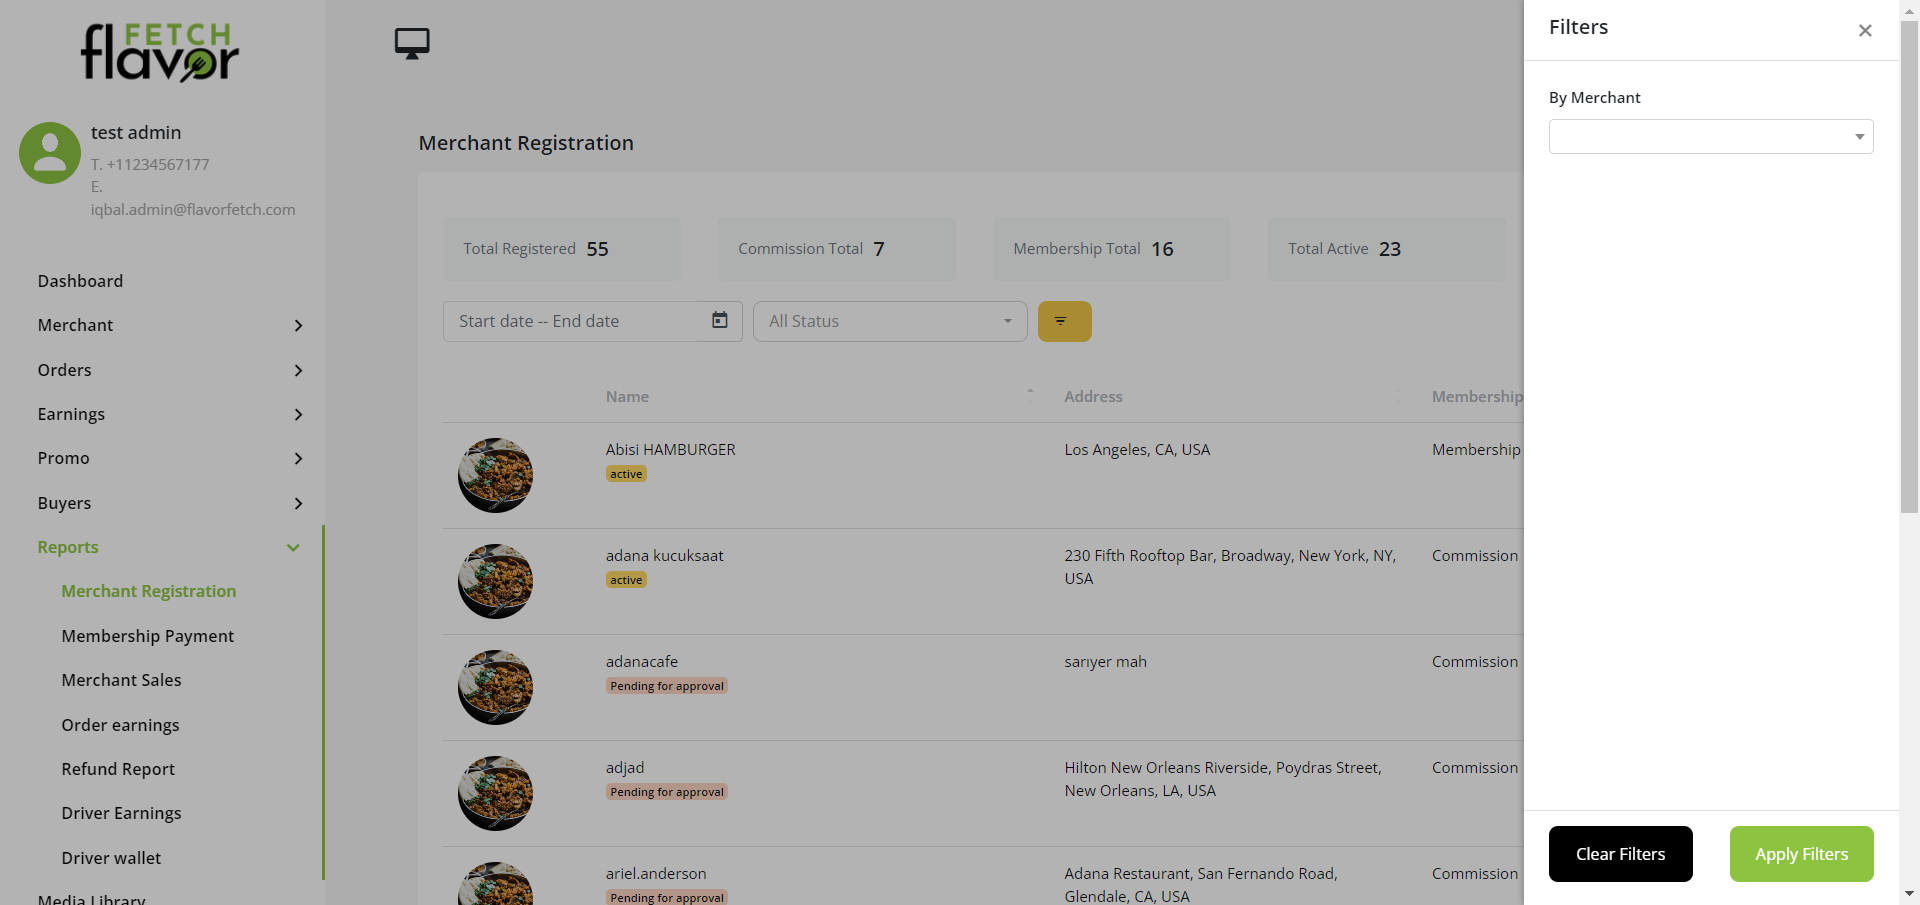 FETCH
flavor
test admin
T. +11234567177
E.
iqbal.admin@flavorfetch.com
Dashboard
Merchant
Orders
Earnings
Promo
Buyers
Reports
Merchant Registration
Membership Payment
Merchant Sales
Order earnings
Refund Report
Driver Earnings
Driver wallet
Media Library
Merchant Registration
Total Registered 55
Commission Total 7
Membership Total 16
Total Active 23
Start date -- End date
All Status
Name
Address
Membership
Abisi HAMBURGER
active
Los Angeles, CA, USA
Membership
adana kucuksaat
active
230 Fifth Rooftop Bar, Broadway, New York, NY,
USA
Commission
adanacafe
Pending for approval
sarıyer mah
Commission
adjad
Pending for approval
Hilton New Orleans Riverside, Poydras Street,
New Orleans, LA, USA
Commission
ariel.anderson
Pending for approval
Adana Restaurant, San Fernando Road,
Glendale, CA, USA
Commission
Filters
By Merchant
Clear Filters
Apply Filters